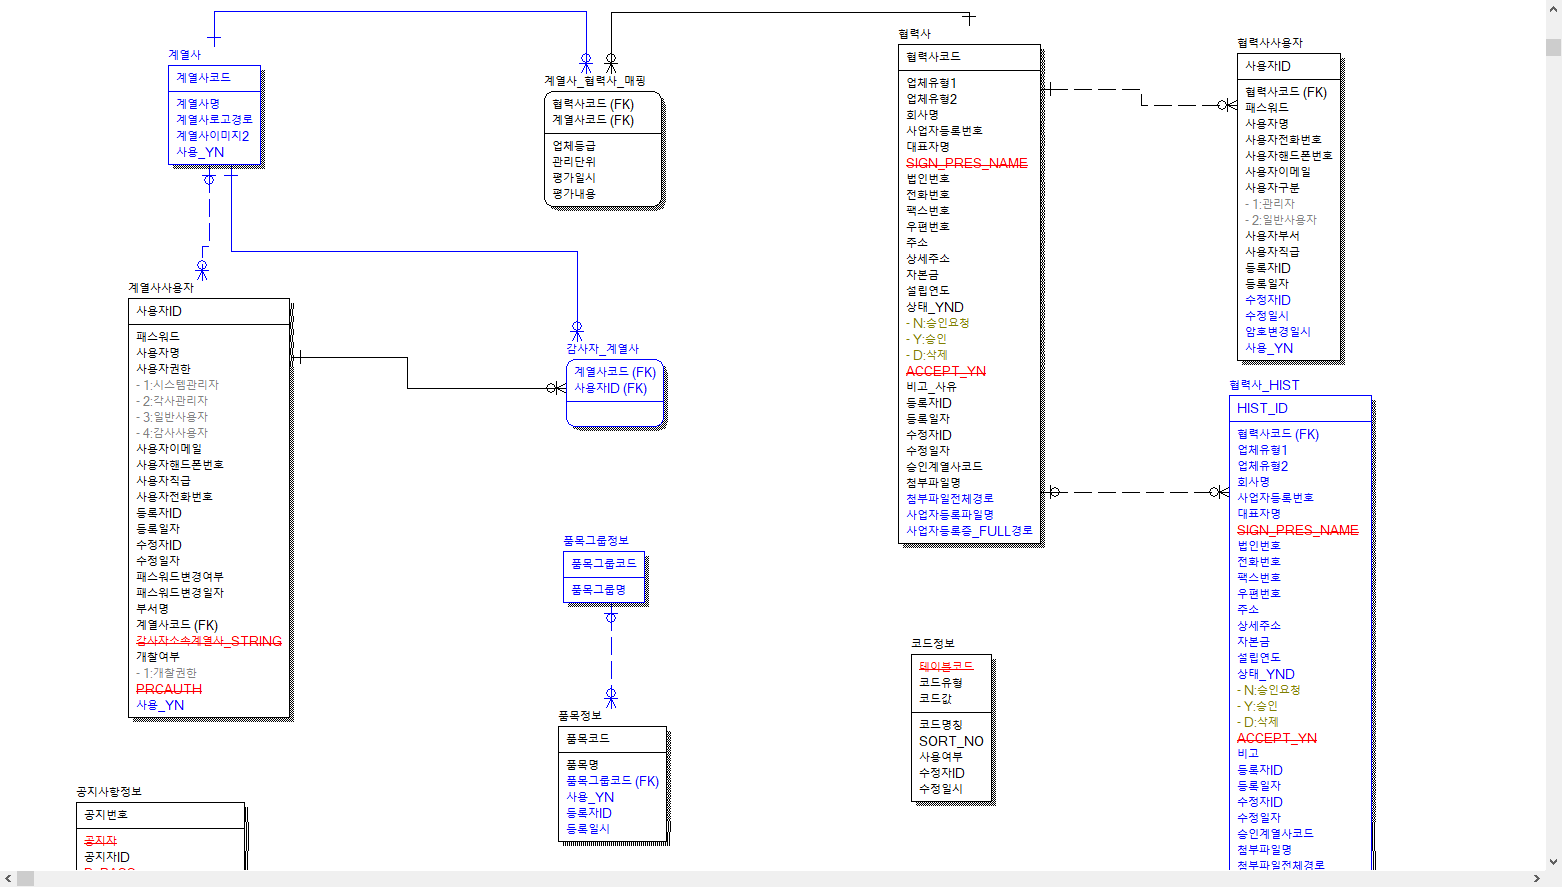 계열사
계열사코드
계열사명
계열사로고경로
계열사이미지2
사용_YN
계열사_협력사_매핑
협력사코드 (FK)
계열사코드 (FK)
업체등급
관리단위
평가일시
평가내용
협력사
협력사코드
업체유형1
업체유형2
회사명
사업자등록번호
대표자명
SIGN_PRES_NAME
법인번호
전화번호
팩스번호
우편번호
주소
상세주소
자본금
설립연도
상태_YND
- N:승인요청
- Y:승인
- D:삭제
ACCEPT_YN
비고_사유
등록자ID
등록일자
수정자ID
수정일자
승인계열사코드
첨부파일명
첨부파일전체경로
사업자등록파일명
사업자등록증_FULL경로
협력사사용자
사용자ID
협력사코드 (FK)
패스워드
사용자명
사용자전화번호
사용자핸드폰번호
사용자이메일
사용자구분
- 1:관리자
- 2:일반사용자
사용자부서
사용자직급
등록자ID
등록일자
수정자ID
수정일시
암호변경일시
사용_YN
계열사사용자
사용자ID
패스워드
사용자명
사용자권한
- 1:시스템관리자
- 2:각사관리자
- 3:일반사용자
- 4:감사사용자
사용자이메일
사용자핸드폰번호
사용자직급
사용자전화번호
등록자ID
등록일자
수정자ID
수정일자
패스워드변경여부
패스워드변경일자
부서명
계열사코드 (FK)
감사자소속계열사_STRING
개찰여부
- 1:개찰권한
PRCAUTH
사용_YN
감사자_계열사
계열사코드 (FK)
사용자ID (FK)
협력사_HIST
HIST_ID
협력사코드 (FK)
업체유형1
업체유형2
회사명
사업자등록번호
대표자명
SIGN_PRES_NAME
법인번호
전화번호
팩스번호
우편번호
주소
상세주소
자본금
설립연도
상태_YND
- N:승인요청
- Y:승인
- D:삭제
ACCEPT_YN
비고
등록자ID
등록일자
수정자ID
수정일자
승인계열사코드
첨부파일명
첨부파일전체경로
품목그룹정보
품목그룹코드
품목그룹명
품목정보
품목코드
품목명
품목그룹코드 (FK)
사용_YN
등록자ID
등록일시
코드정보
테이블코드
코드유형
코드값
코드명칭
SORT_NO
사용여부
수정자ID
수정일시
공지사항정보
공지번호
공지자
공지자ID